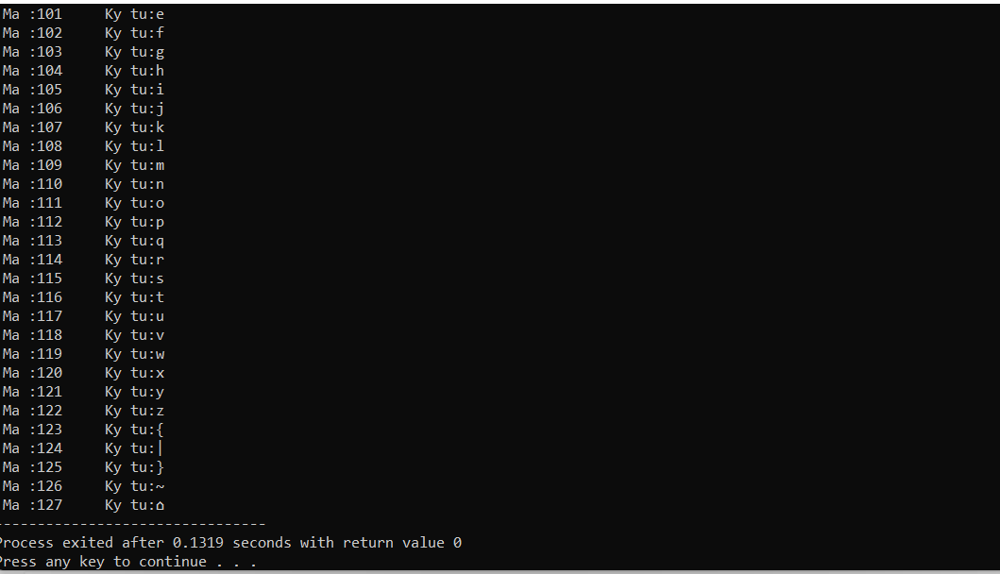 Ma :101     Ky tu:e
Ma :102     Ky tu:f
Ma :103     Ky tu:g
Ma :104     Ky tu:h
Ma :105     Ky tu:i
Ma :106     Ky tu:j
Ma :107     Ky tu:k
Ma :108     Ky tu:l
Ma :109     Ky tu:m
Ma :110     Ky tu:n
Ma :111     Ky tu:o
Ma :112     Ky tu:p
Ma :113     Ky tu:q
Ma :114     Ky tu:r
Ma :115     Ky tu:s
Ma :116     Ky tu:t
Ma :117     Ky tu:u
Ma :118     Ky tu:v
Ma :119     Ky tu:w
Ma :120     Ky tu:x
Ma :121     Ky tu:y
Ma :122     Ky tu:z
Ma :123     Ky tu:{
Ma :124     Ky tu:|
Ma :125     Ky tu:}
Ma :126     Ky tu:~
Ma :127     Ky tu:⌂
-------------------------------
Process exited after 0.1319 seconds with return value 0
Press any key to continue . . .